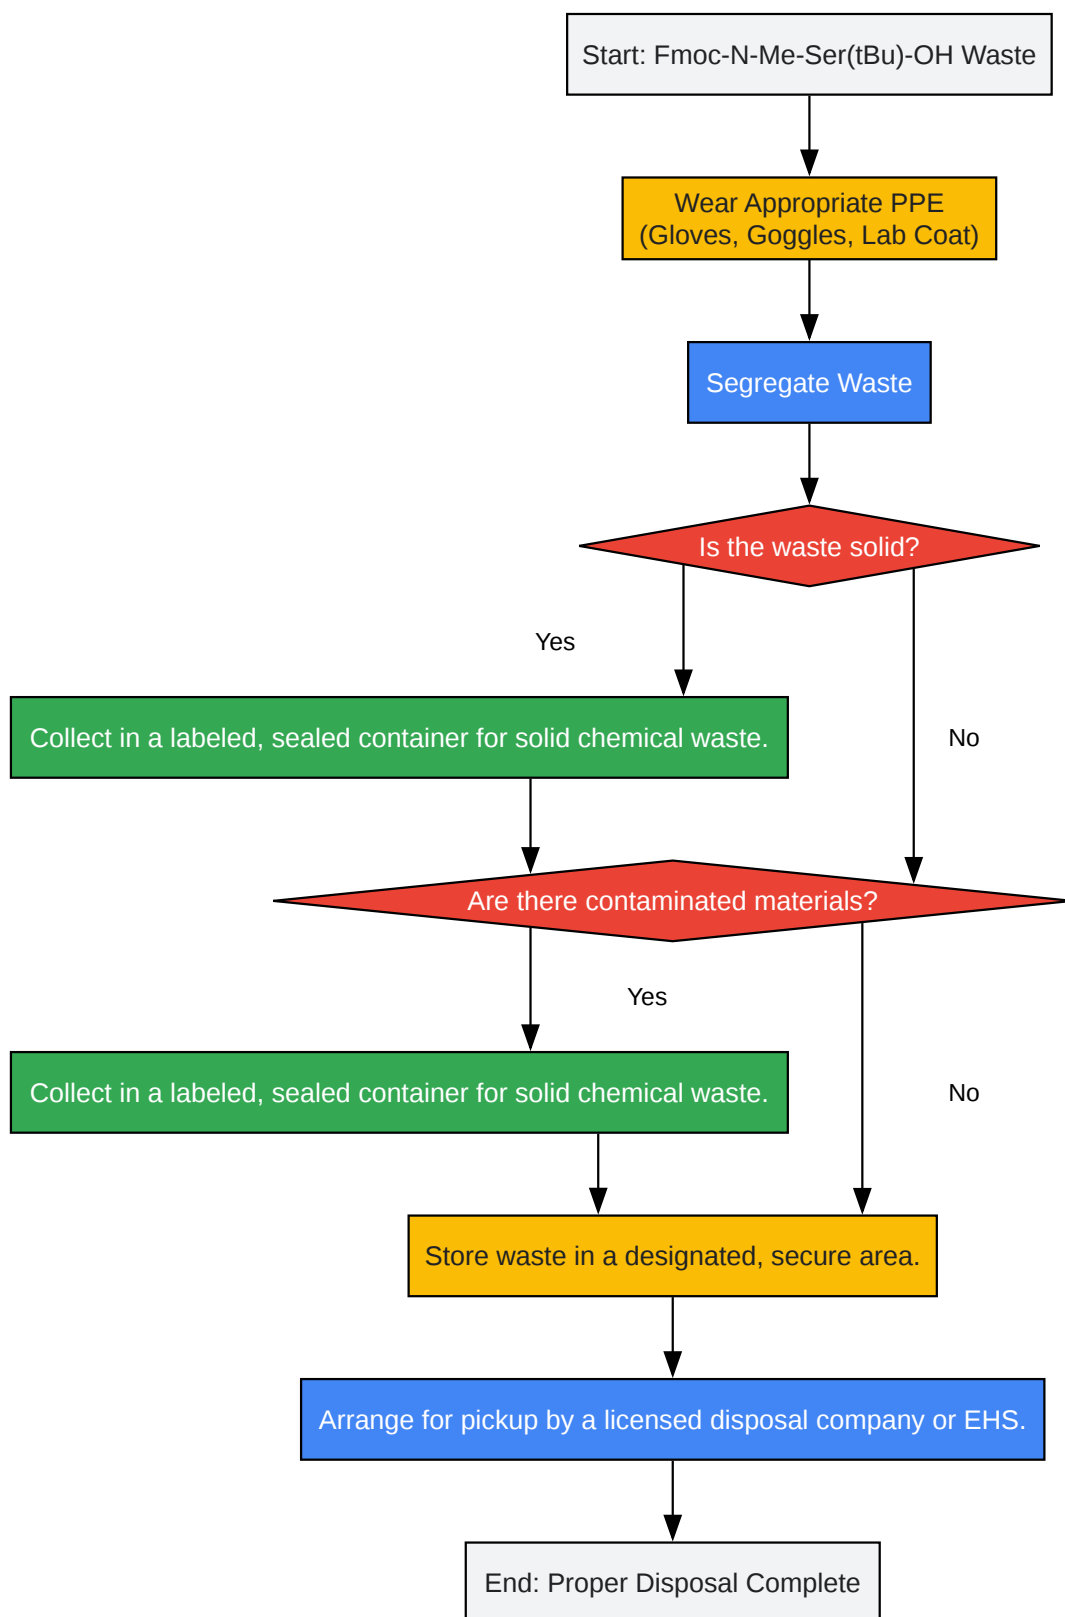 Start: Fmoc-N-Me-Ser(tBu)-OH Waste
Wear Appropriate PPE
(Gloves, Goggles, Lab Coat)
Segregate Waste
Is the waste solid?
Yes
Collect in a labeled, sealed container for solid chemical waste.
No
Are there contaminated materials?
Yes
Collect in a labeled, sealed container for solid chemical waste.
No
Store waste in a designated, secure area.
Arrange for pickup by a licensed disposal company or EHS.
End: Proper Disposal Complete